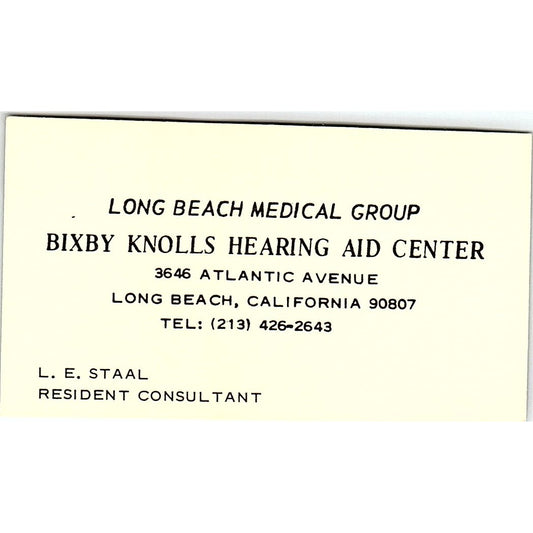 LONG BEACH MEDICAL GROUP
BIXBY KNOLLS HEARING AID CENTER
3646 ATLANTIC AVENUE
LONG BEACH, CALIFORNIA 90807
TEL: (213) 426-2643
L. E. STAAL
RESIDENT CONSULTANT